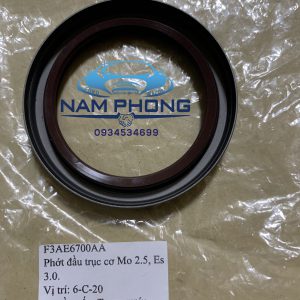 NAM PHONG
0934534699
F3AE6700AA
Phớt đầu trục cơ Mo 2.5, Es
3.0.
Vị trí: 6-C-20